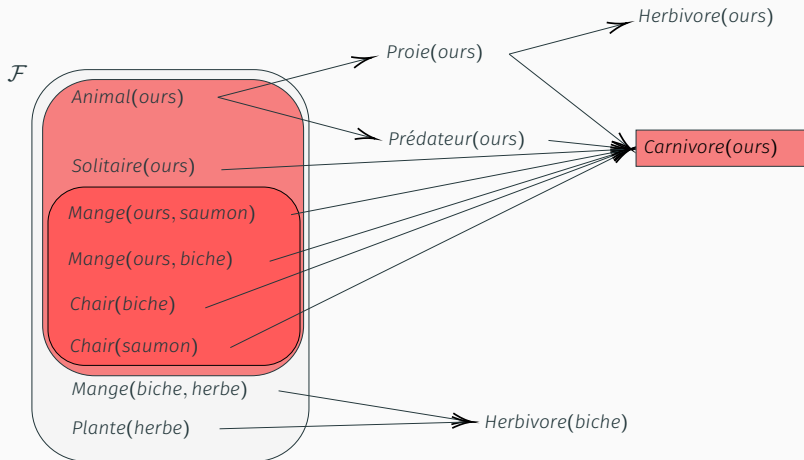 Herbivore(ours)
Proie(ours)
ℱ
Animal(ours)
Prédateur(ours)
Carnivore(ours)
Solitaire(ours)
Mange(ours, saumon)
Mange(ours, biche)
Chair(biche)
Chair(saumon)
Mange(biche, herbe)
Herbivore(biche)
Plante(herbe)